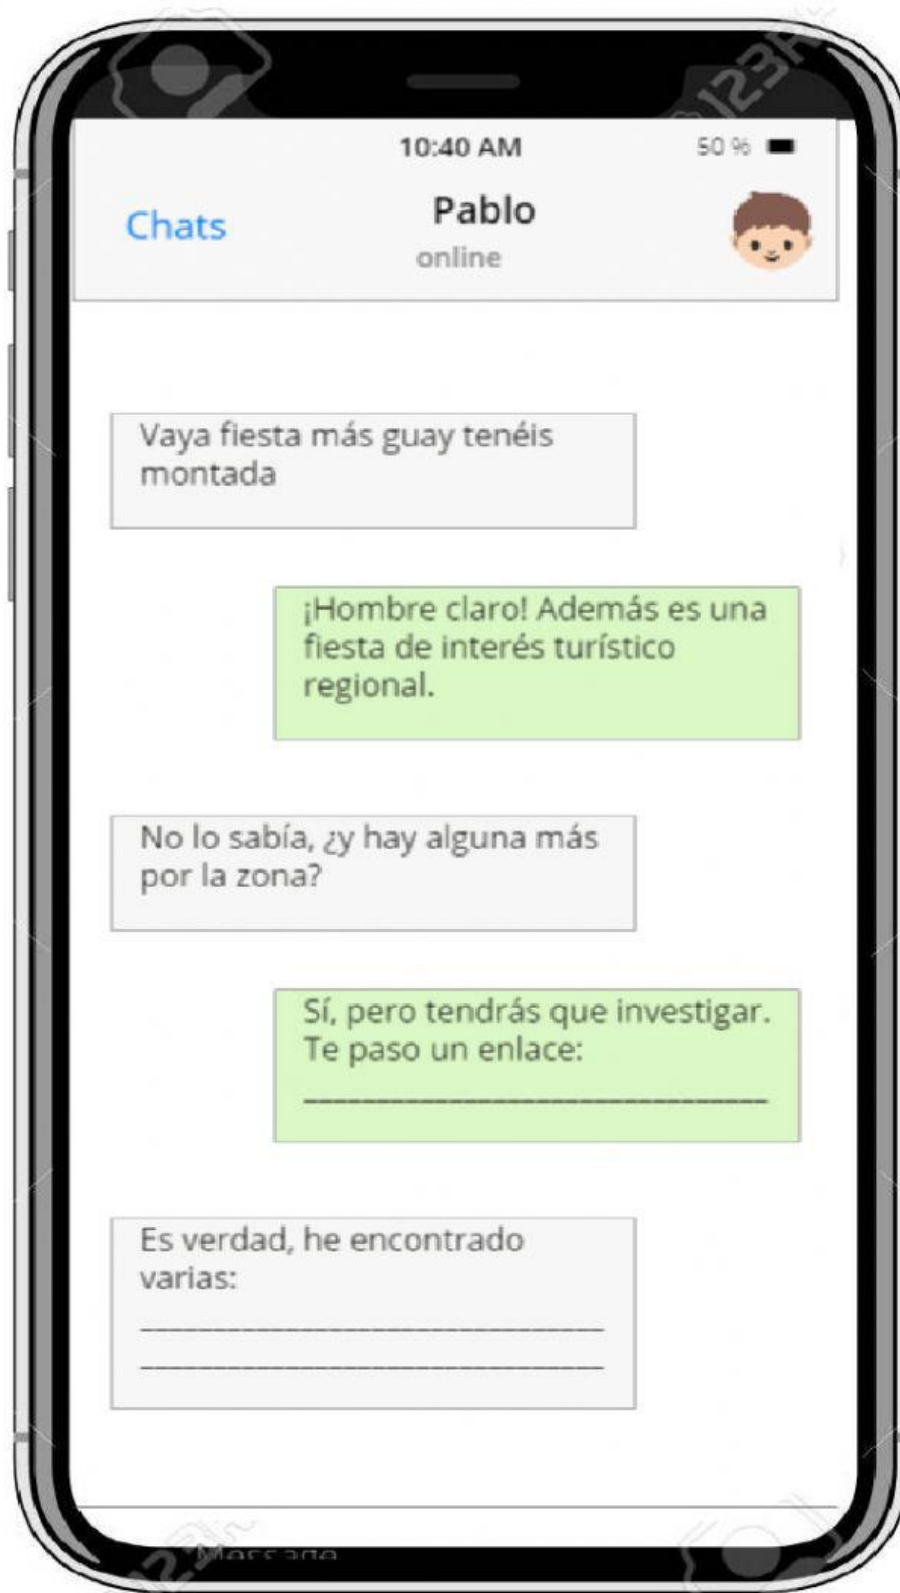 10:40 AM
50 %
Chats
Pablo
online
Vaya fiesta más guay tenéis
montada
¡Hombre claro! Además es una
fiesta de interés turístico
regional.
No lo sabía, ¿y hay alguna más
por la zona?
Sí, pero tendrás que investigar.
Te paso un enlace:
Es verdad, he encontrado
varias:
Message